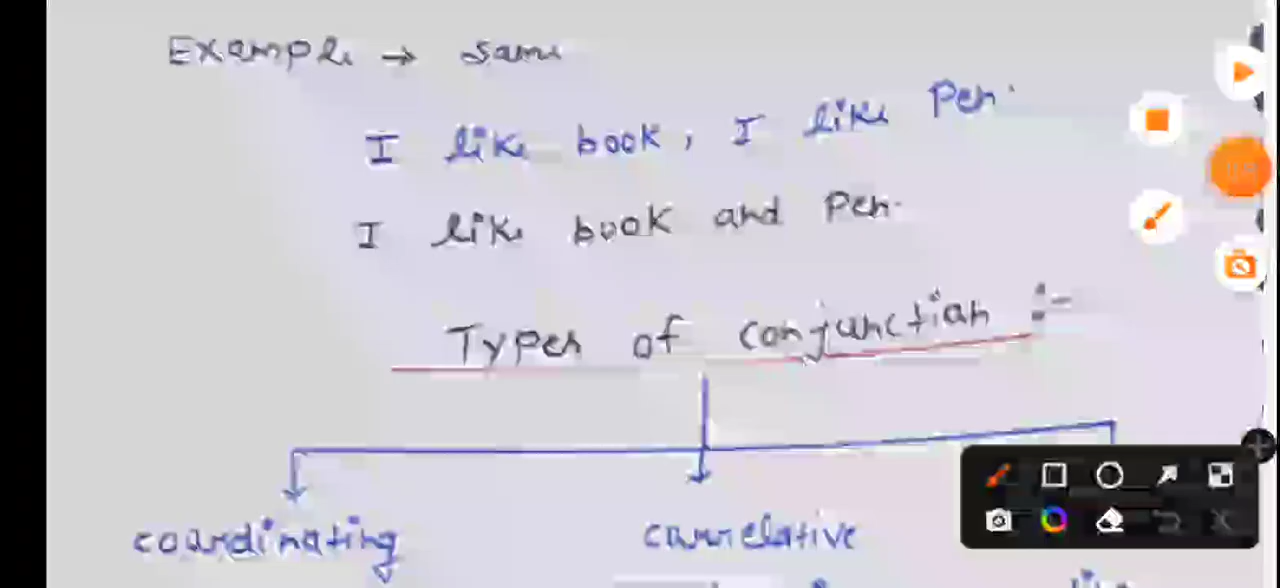 Example → same
I like book, I like Pen.
I like book and Pen.
Types of conjunction :-
coordinating correlative